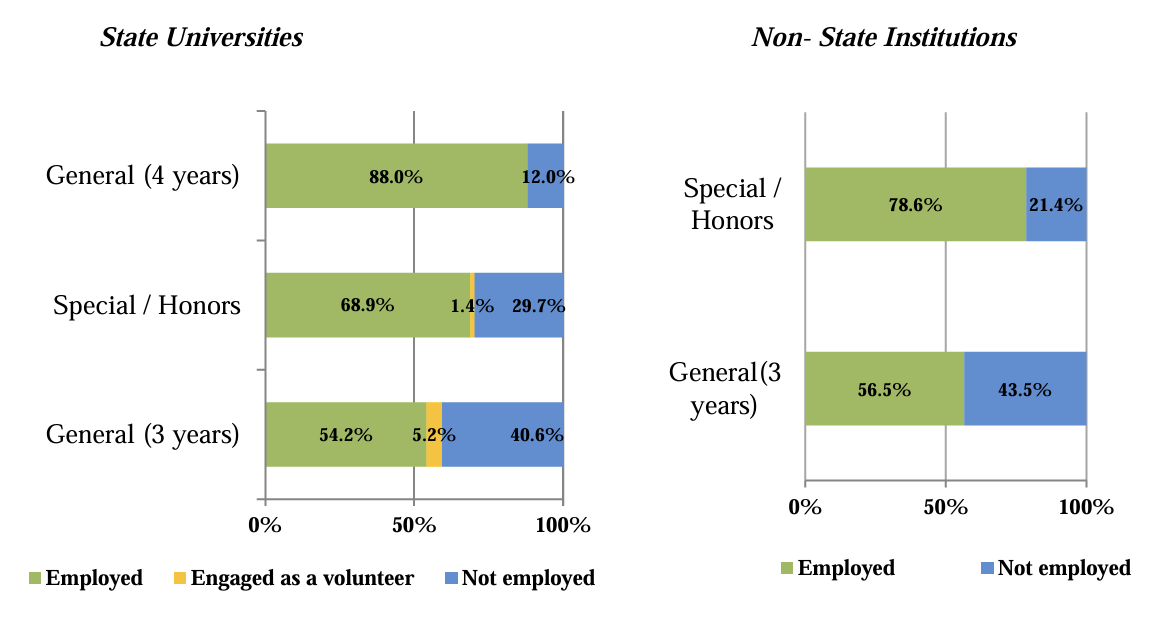 State Universities
General (4 years)
88.0%
12.0%
Special / Honors
68.9%
1.4%
29.7%
General (3 years)
54.2%
5.2%
40.6%
0%
50%
100%
Employed
Engaged as a volunteer
Not employed
Non- State Institutions
Special /
Honors
78.6%
21.4%
General(3
years)
56.5%
43.5%
0%
50%
100%
Employed
Not employed